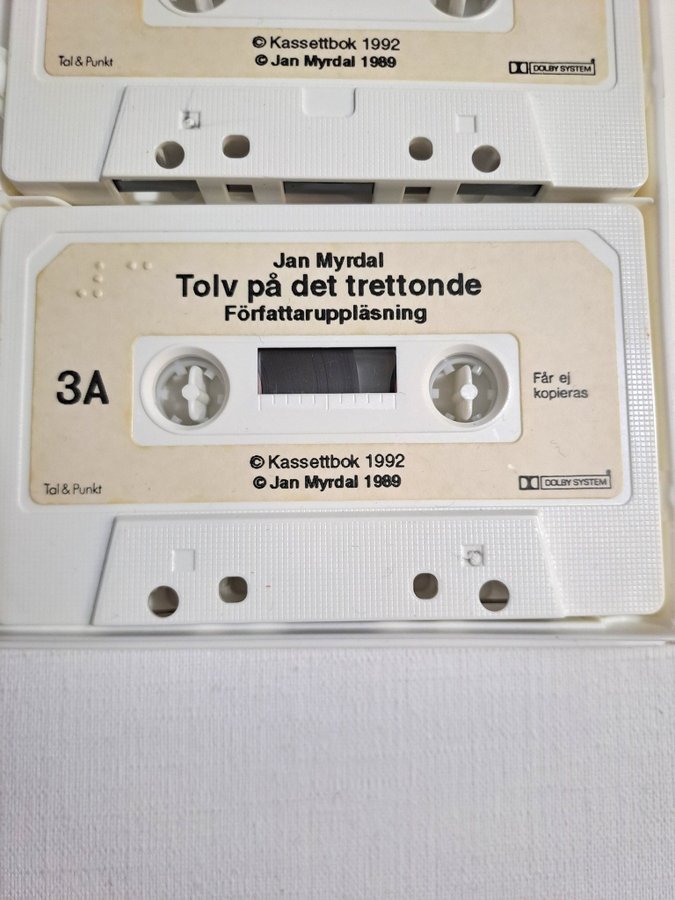 © Kassettbok 1992
Tal & Punkt
© Jan Myrdal 1989
DOLBY SYSTEM
Jan Myrdal
Tolv på det trettonde
Författaruppläsning
3A
Får ej
kopieras
© Kassettbok 1992
Tal & Punkt
© Jan Myrdal 1989
DOLBY SYSTEM